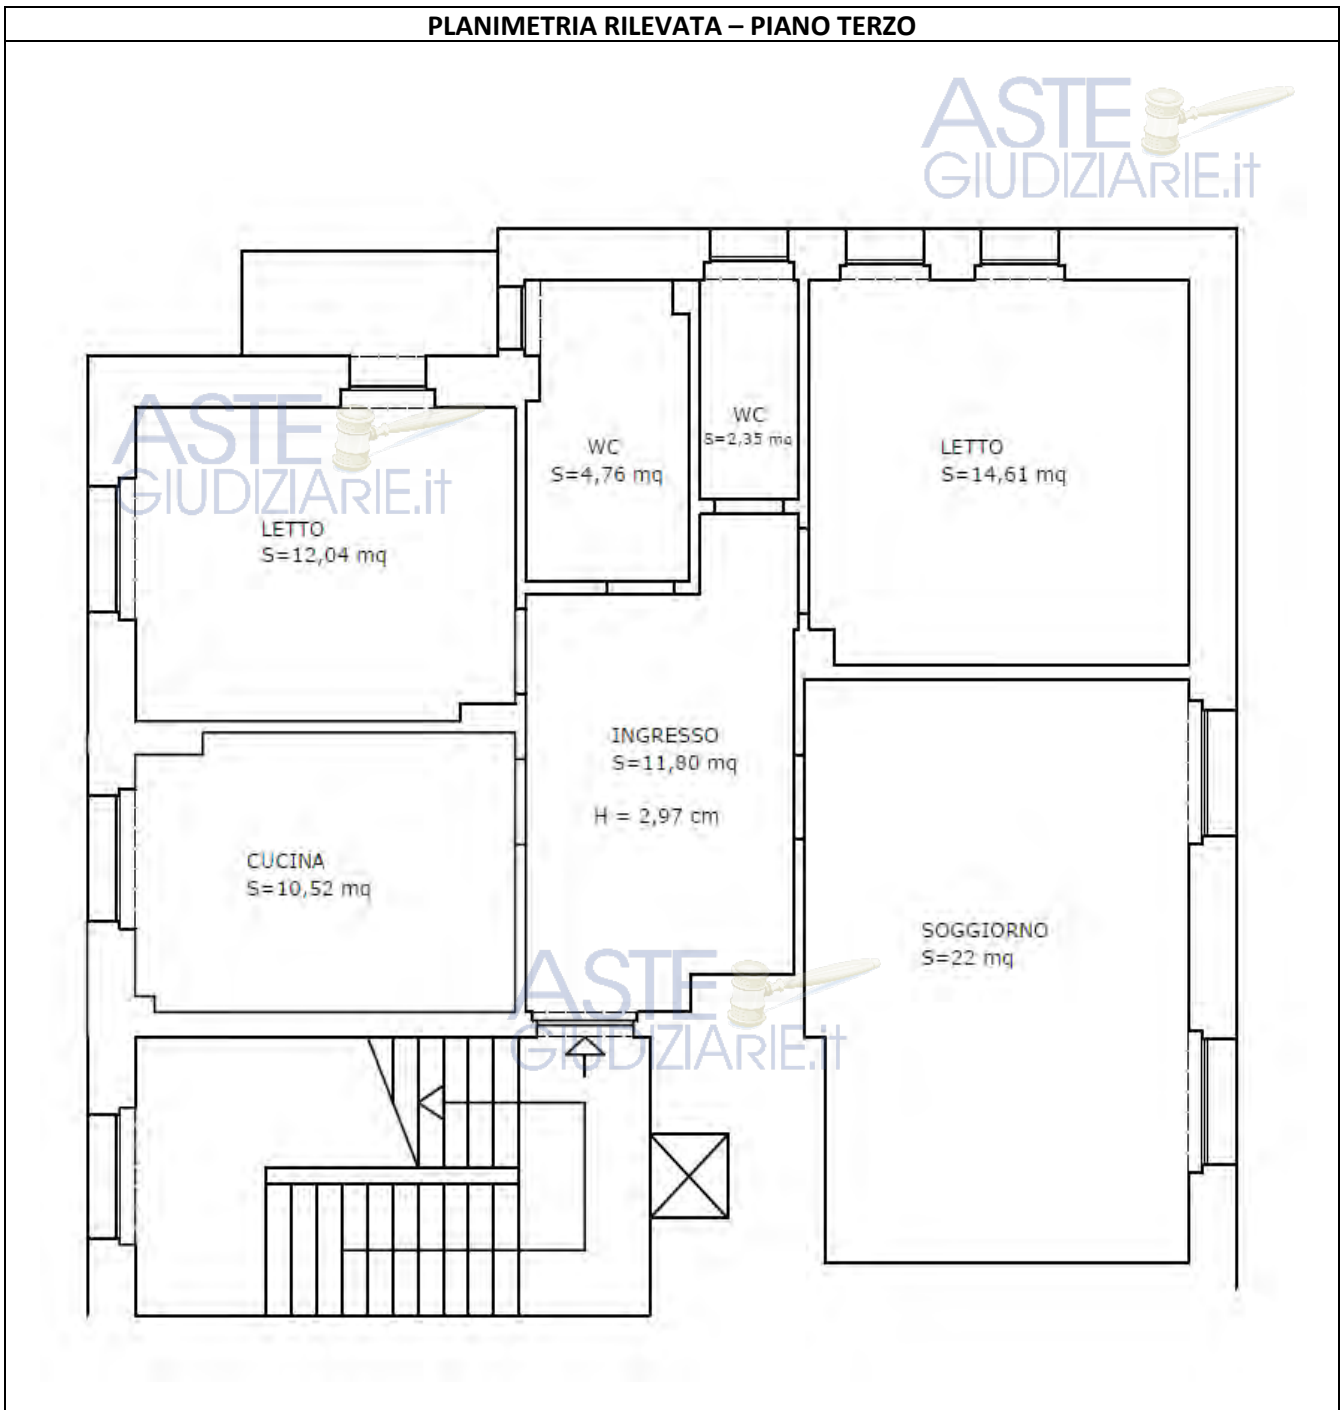 PLANIMETRIA RILEVATA – PIANO TERZO
ASTE
GIUDIZIARIE.it
WC
S=2,35 mq
WC
S=4,76 mq
LETTO
S=14,61 mq
ASTE
GIUDIZIARIE.it
LETTO
S=12,04 mq
INGRESSO
S=11,80 mq
H = 2,97 cm
CUCINA
S=10,52 mq
SOGGIORNO
S=22 mq
ASTE
GIUDIZIARIE.it